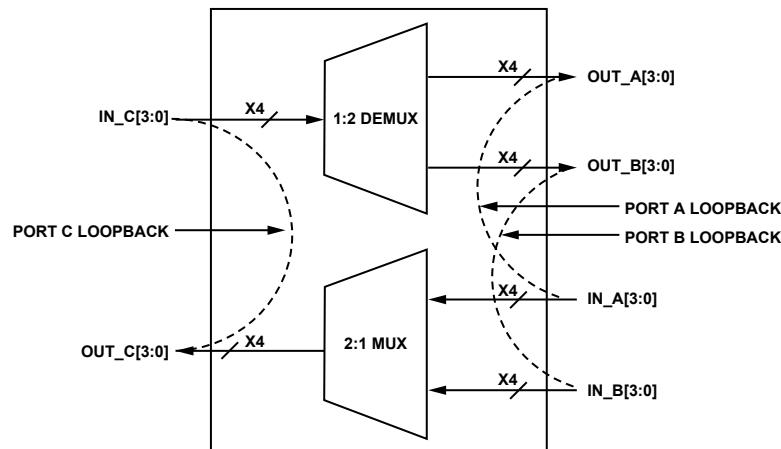 X4
X4
OUT_A[3:0]
IN_C[3:0]
1:2 DEMUX
X4
OUT_B[3:0]
PORT A LOOPBACK
PORT C LOOPBACK
PORT B LOOPBACK
X4
IN_A[3:0]
OUT_C[3:0]
X4
2:1 MUX
X4
IN_B[3:0]